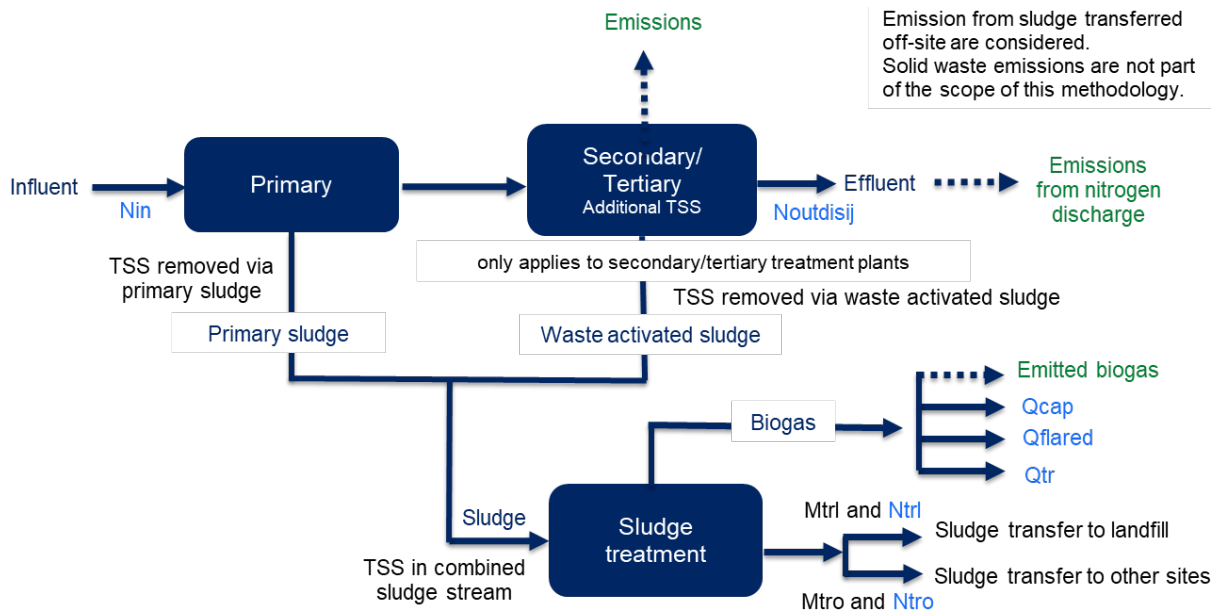 Emissions
Emission from sludge transferred
off-site are considered.
Solid waste emissions are not part
of the scope of this methodology.
Influent
Nin
Primary
Secondary/
Tertiary
Additional TSS
Effluent
Noutdisij
Emissions
from nitrogen
discharge
only applies to secondary/tertiary treatment plants
TSS removed via
primary sludge
TSS removed via waste activated sludge
Primary sludge
Waste activated sludge
Emitted biogas
Biogas
Qcap
Qflared
Qtr
Sludge
TSS in combined
sludge stream
Sludge
treatment
Mtrl and Ntrl
Sludge transfer to landfill
Sludge transfer to other sites
Mtro and Ntro